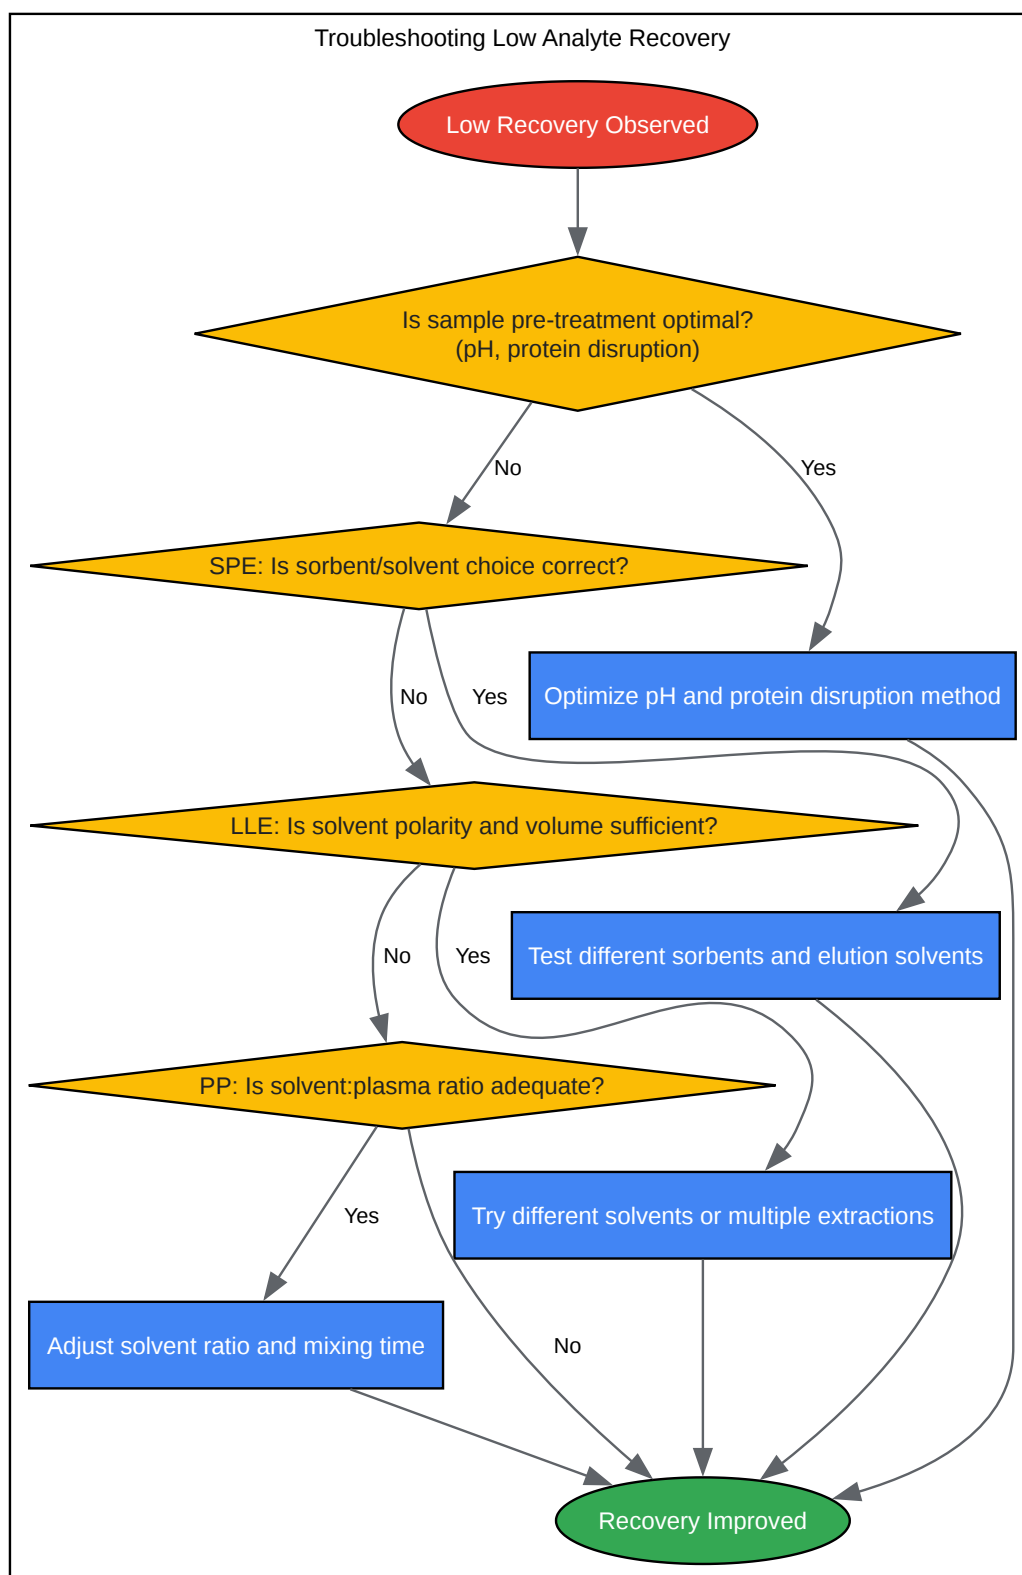 Troubleshooting Low Analyte Recovery
Low Recovery Observed
Is sample pre-treatment optimal?
(pH, protein disruption)
No
Yes
SPE: Is sorbent/solvent choice correct?
No
Yes
Optimize pH and protein disruption method
LLE: Is solvent polarity and volume sufficient?
No
Yes
Test different sorbents and elution solvents
PP: Is solvent:plasma ratio adequate?
Yes
Try different solvents or multiple extractions
Adjust solvent ratio and mixing time
No
Recovery Improved